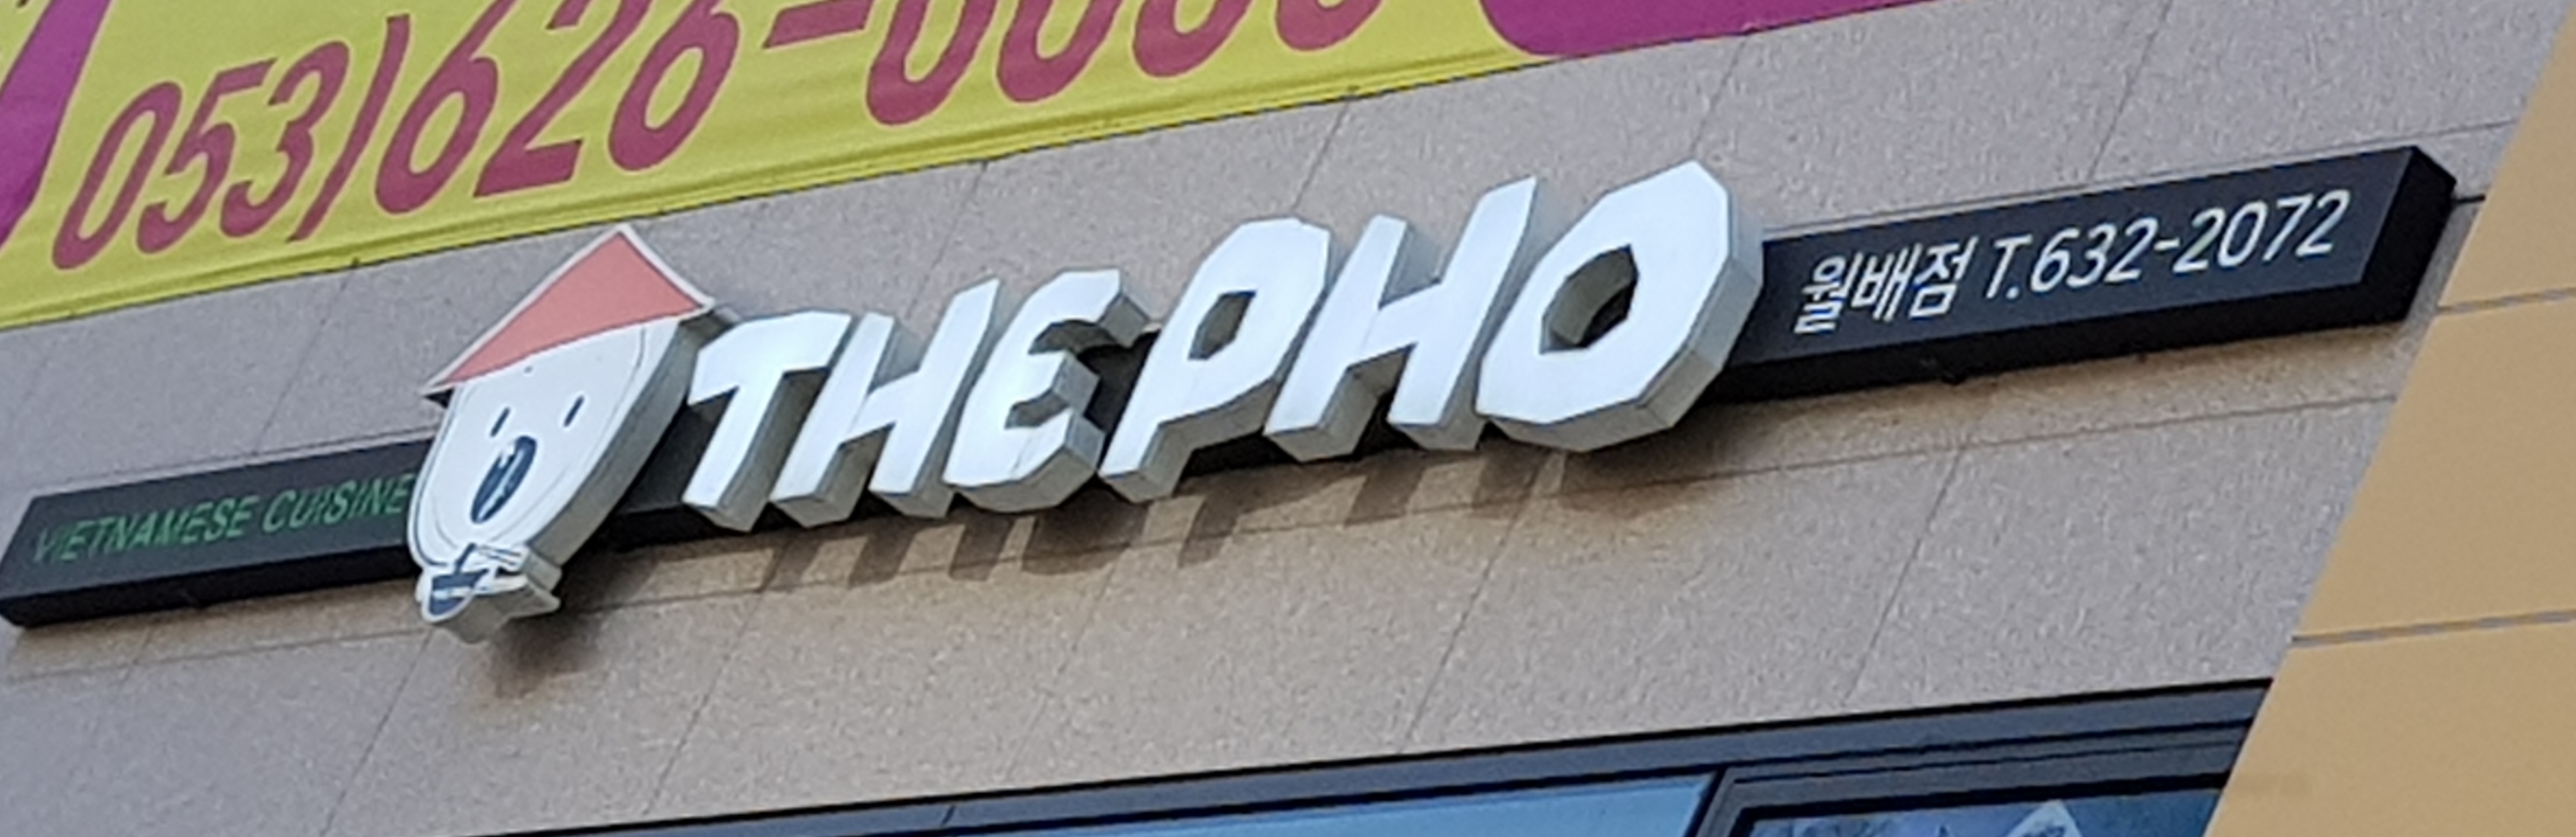 053)626-
VIETNAMESE CUISINE
THE PHO
월배점 T.632-2072